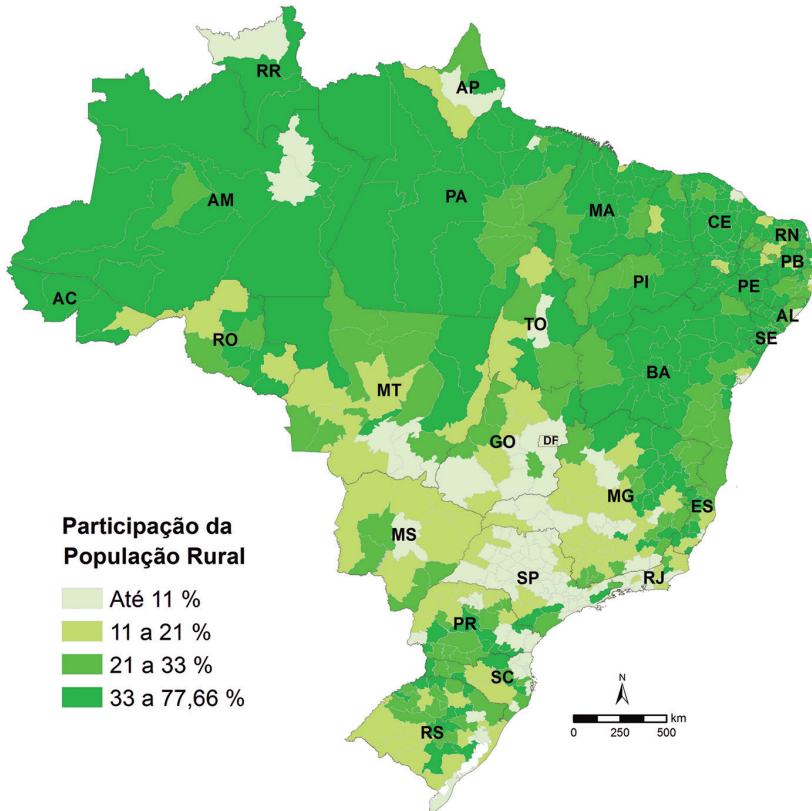 RR
AP
AM
PA
MA
CE
RN
PB
PI
PE
AC
AL
TO
SE
RO
BA
MT
GO
DF
MG
ES
MS
SP
RJ
PR
SC
RS
Participação da
População Rural
Até 11 %
11 a 21 %
21 a 33 %
33 a 77,66 %
N
km
0 250 500